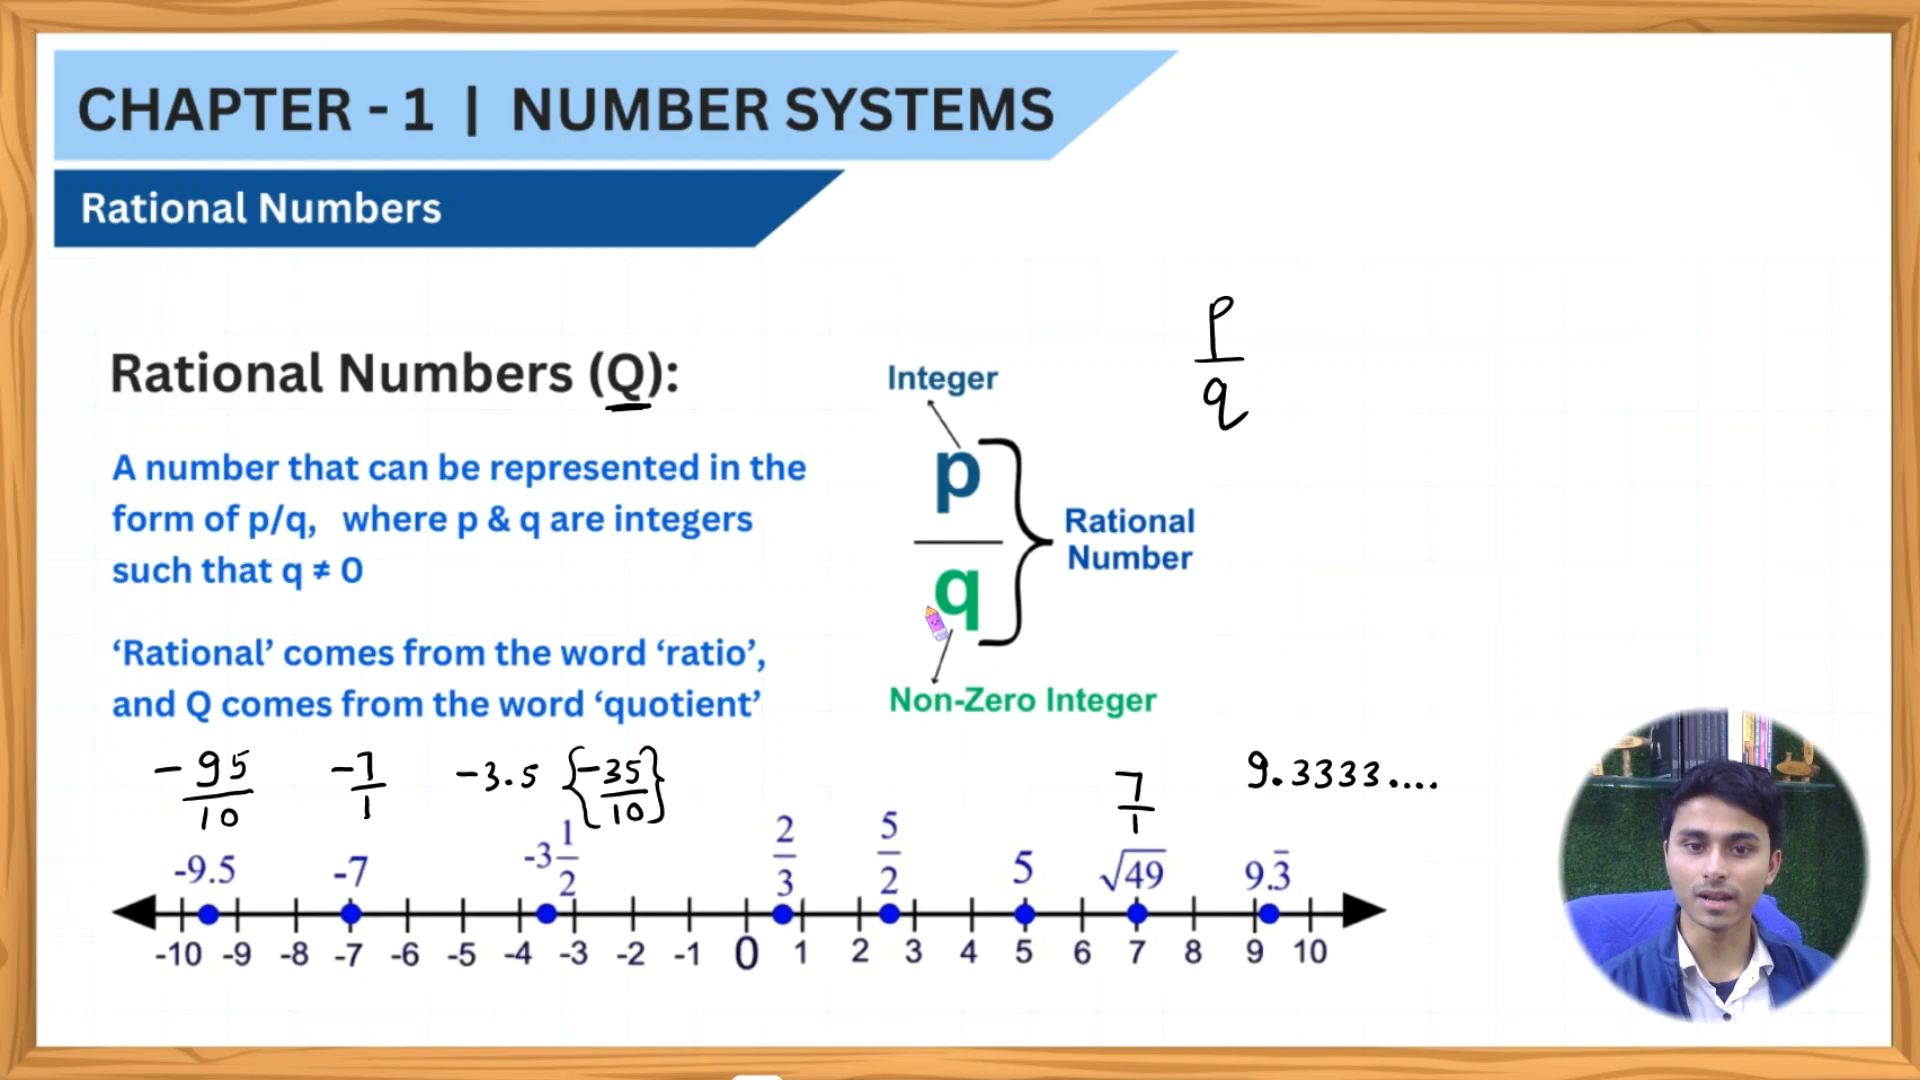 CHAPTER - 1 | NUMBER SYSTEMS
Rational Numbers
Rational Numbers (Q):
A number that can be represented in the
form of p/q, where p & q are integers
such that q ≠ 0
'Rational' comes from the word 'ratio',
and Q comes from the word 'quotient'
p/q
Integer
p
q
Rational
Number
Non-Zero Integer
-95/10 -7/1 -3.5 {-35/10} 7/1 9.3333....
-9.5 -7 -3 1/2 2/3 5/2 5 √49 9.3̅
-10 -9 -8 -7 -6 -5 -4 -3 -2 -1 0 1 2 3 4 5 6 7 8 9 10